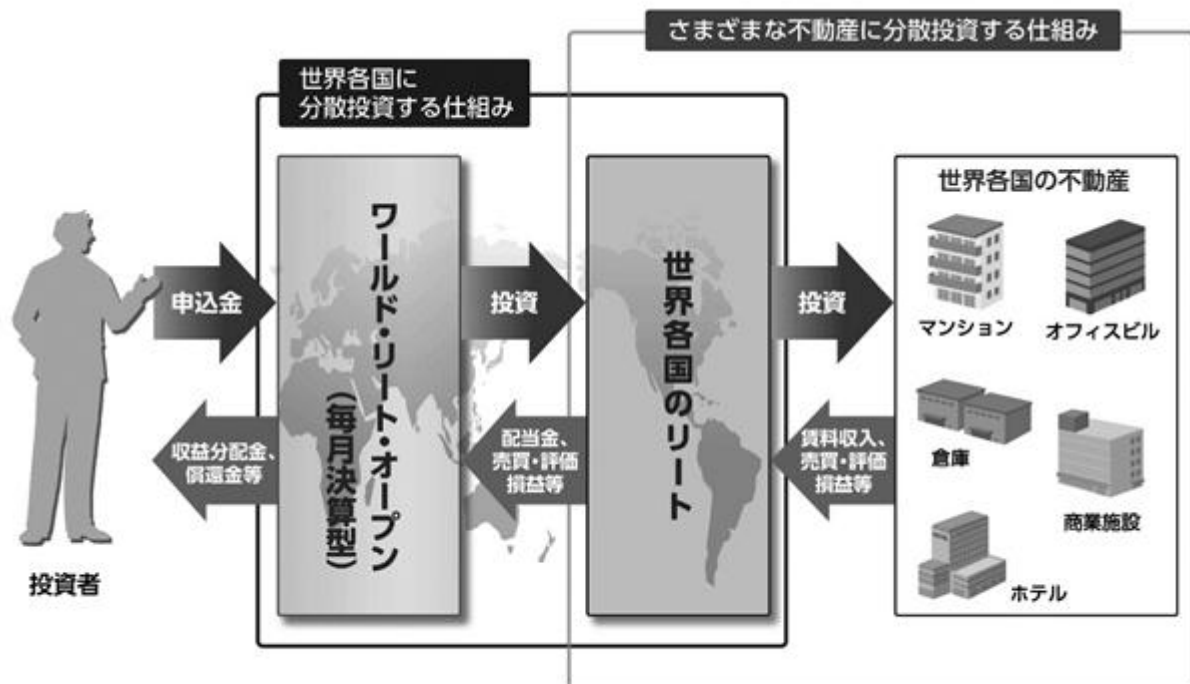 さまざまな不動産に分散投資する仕組み
世界各国に
分散投資する仕組み
投資者
申込金
収益分配金、
償還金等
ワールド・リート・オープン
（毎月決算型）
投資
配当金、
売買・評価
損益等
世界各国のリート
投資
賃料収入、
売買・評価
損益等
世界各国の不動産
マンション
オフィスビル
倉庫
商業施設
ホテル